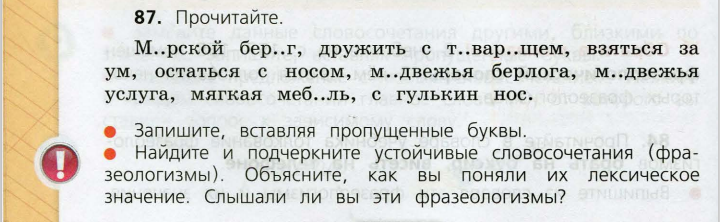 87. Прочитайте.
М..рской бер..г, дружить с т..вар..щем, взяться за
ум, остаться с носом, м..дверья берлога, м..двежья
услуга, мягкая меб..ль, с гулькин нос.
● Запишите, вставляя пропущенные буквы.
● Найдите и подчеркните устойчивые словосочетания (фра-
зеологизмы). Объясните, как вы поняли их лексическое
значение. Слышали ли вы эти фразеологизмы?
!